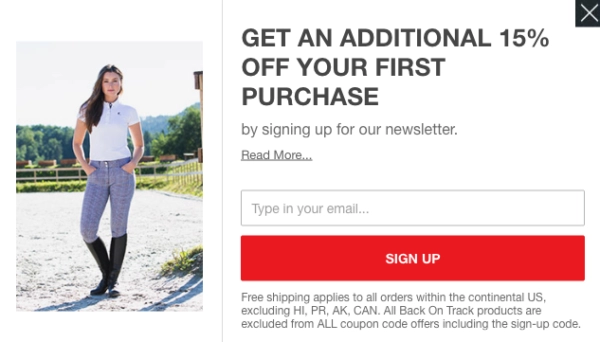 GET AN ADDITIONAL 15%
OFF YOUR FIRST
PURCHASE
by signing up for our newsletter.
Read More...
Type in your email...
SIGN UP
Free shipping applies to all orders within the continental US,
excluding HI, PR, AK, CAN. All Back On Track products are
excluded from ALL coupon code offers including the sign-up code.